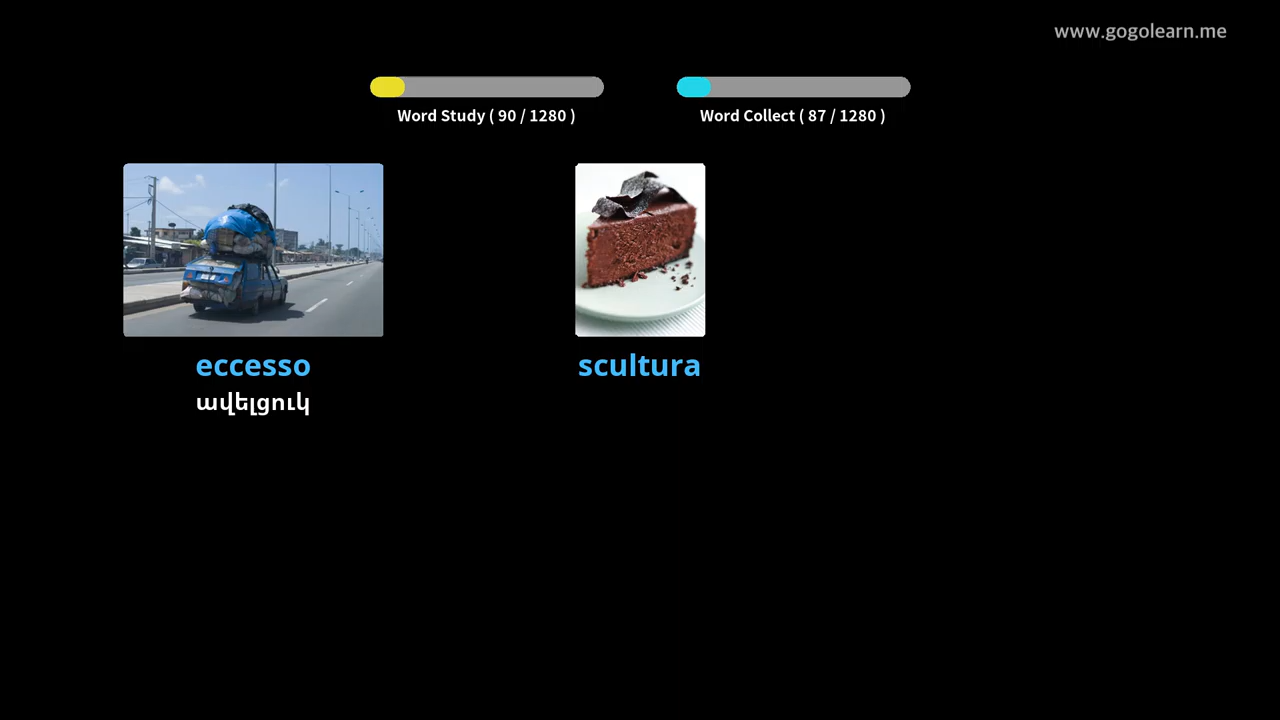 www.gogolearn.me
Word Study ( 90 / 1280 )
Word Collect ( 87 / 1280 )
eccesso
ավելցուկ
scultura